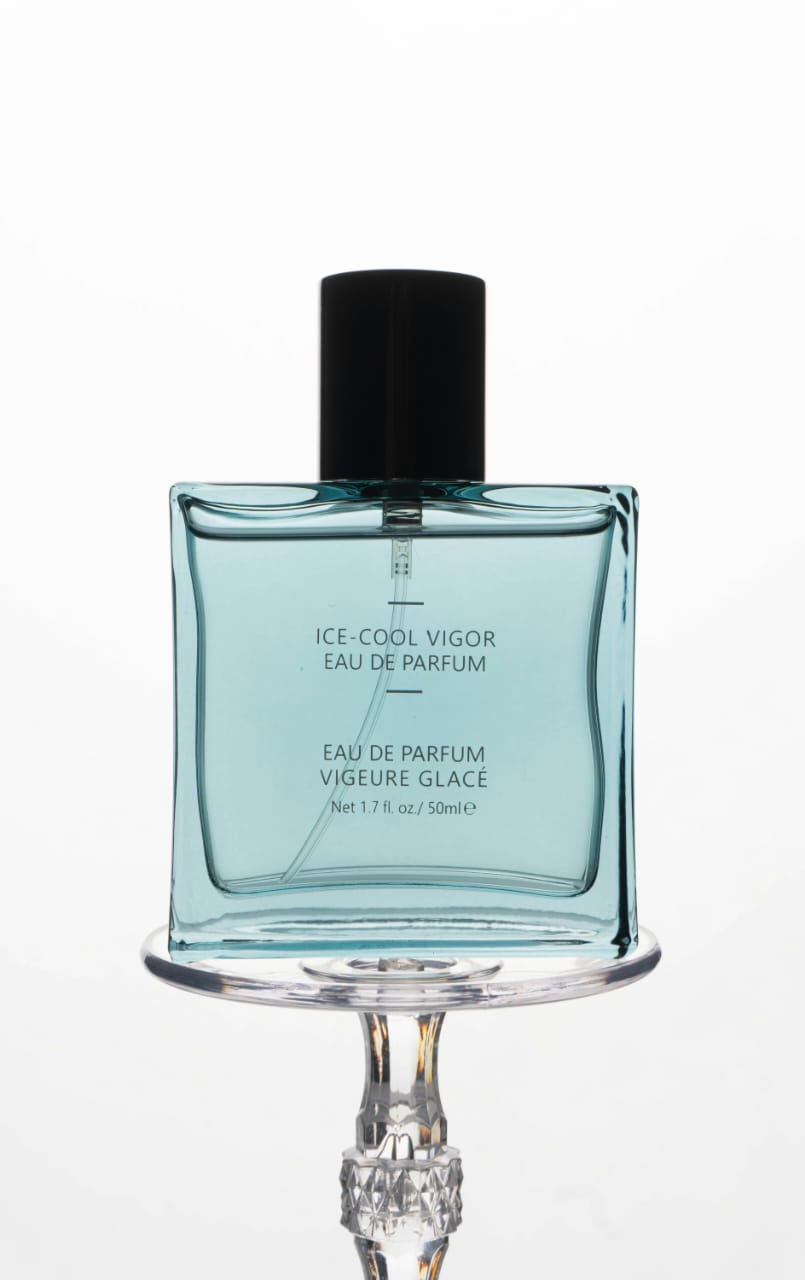 ICE-COOL VIGOR
EAU DE PARFUM
EAU DE PARFUM
VIGEURE GLACÉ
Net 1.7 fl. oz./ 50ml℮